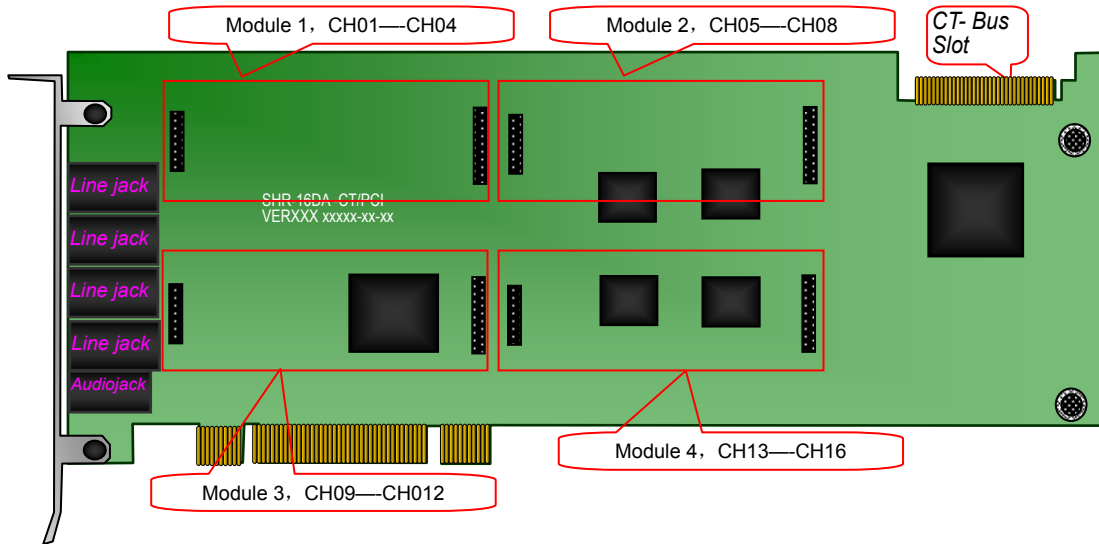 Module 1，CH01—-CH04
Module 2，CH05—-CH08
CT- Bus
Slot
Line jack
SHR-16DA-CT/PCI
VERXXX xxxxx-xx-xx
Line jack
Line jack
Line jack
Audiojack
Module 4，CH13—-CH16
Module 3，CH09—-CH012